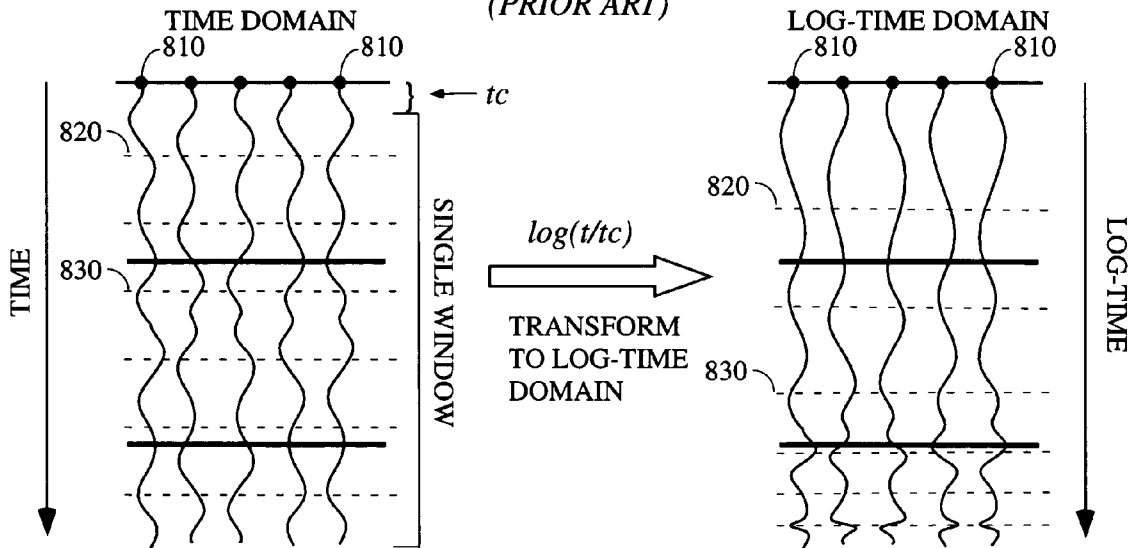 (PRIOR ART)
TIME DOMAIN
LOG-TIME DOMAIN
810
810
810
810
tc
820
830
TIME
SINGLE WINDOW
log(t/tc)
TRANSFORM
TO LOG-TIME
DOMAIN
820
830
LOG-TIME